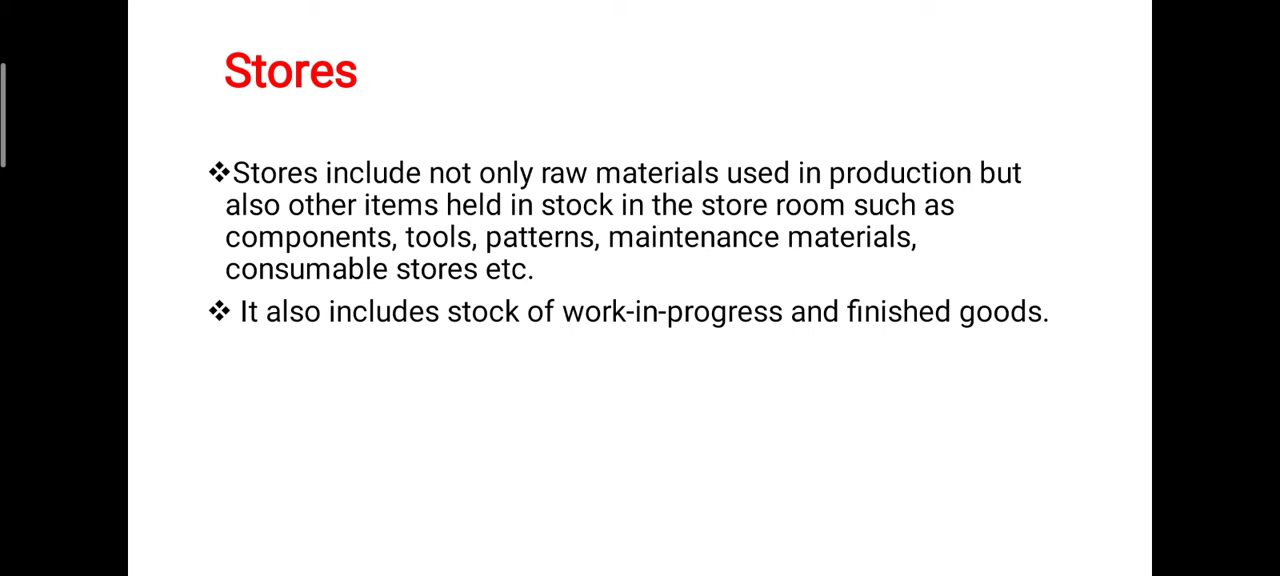 Stores
❖Stores include not only raw materials used in production but
also other items held in stock in the store room such as
components, tools, patterns, maintenance materials,
consumable stores etc.
❖ It also includes stock of work-in-progress and finished goods.